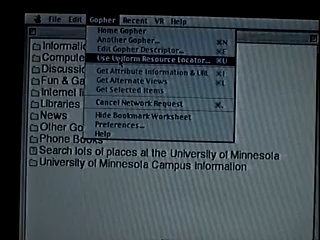 File Edit Gopher Recent VR Help
Home Gopher
Another Gopher... ⌘N
Edit Gopher Descriptor... ⌘E
Use Uniform Resource Locator... ⌘U
Get Attribute Information & URL ⌘I
Get Alternate Views
Get Selected Items
Cancel Network Request ⌘.
Hide Bookmark Worksheet
Preferences...
Help
Informati
Compute
Discussio
Fun & Ga
Internet fi
Libraries
News
Other Go
Phone Books
Search lots of places at the University of Minnesota
University of Minnesota Campus Information